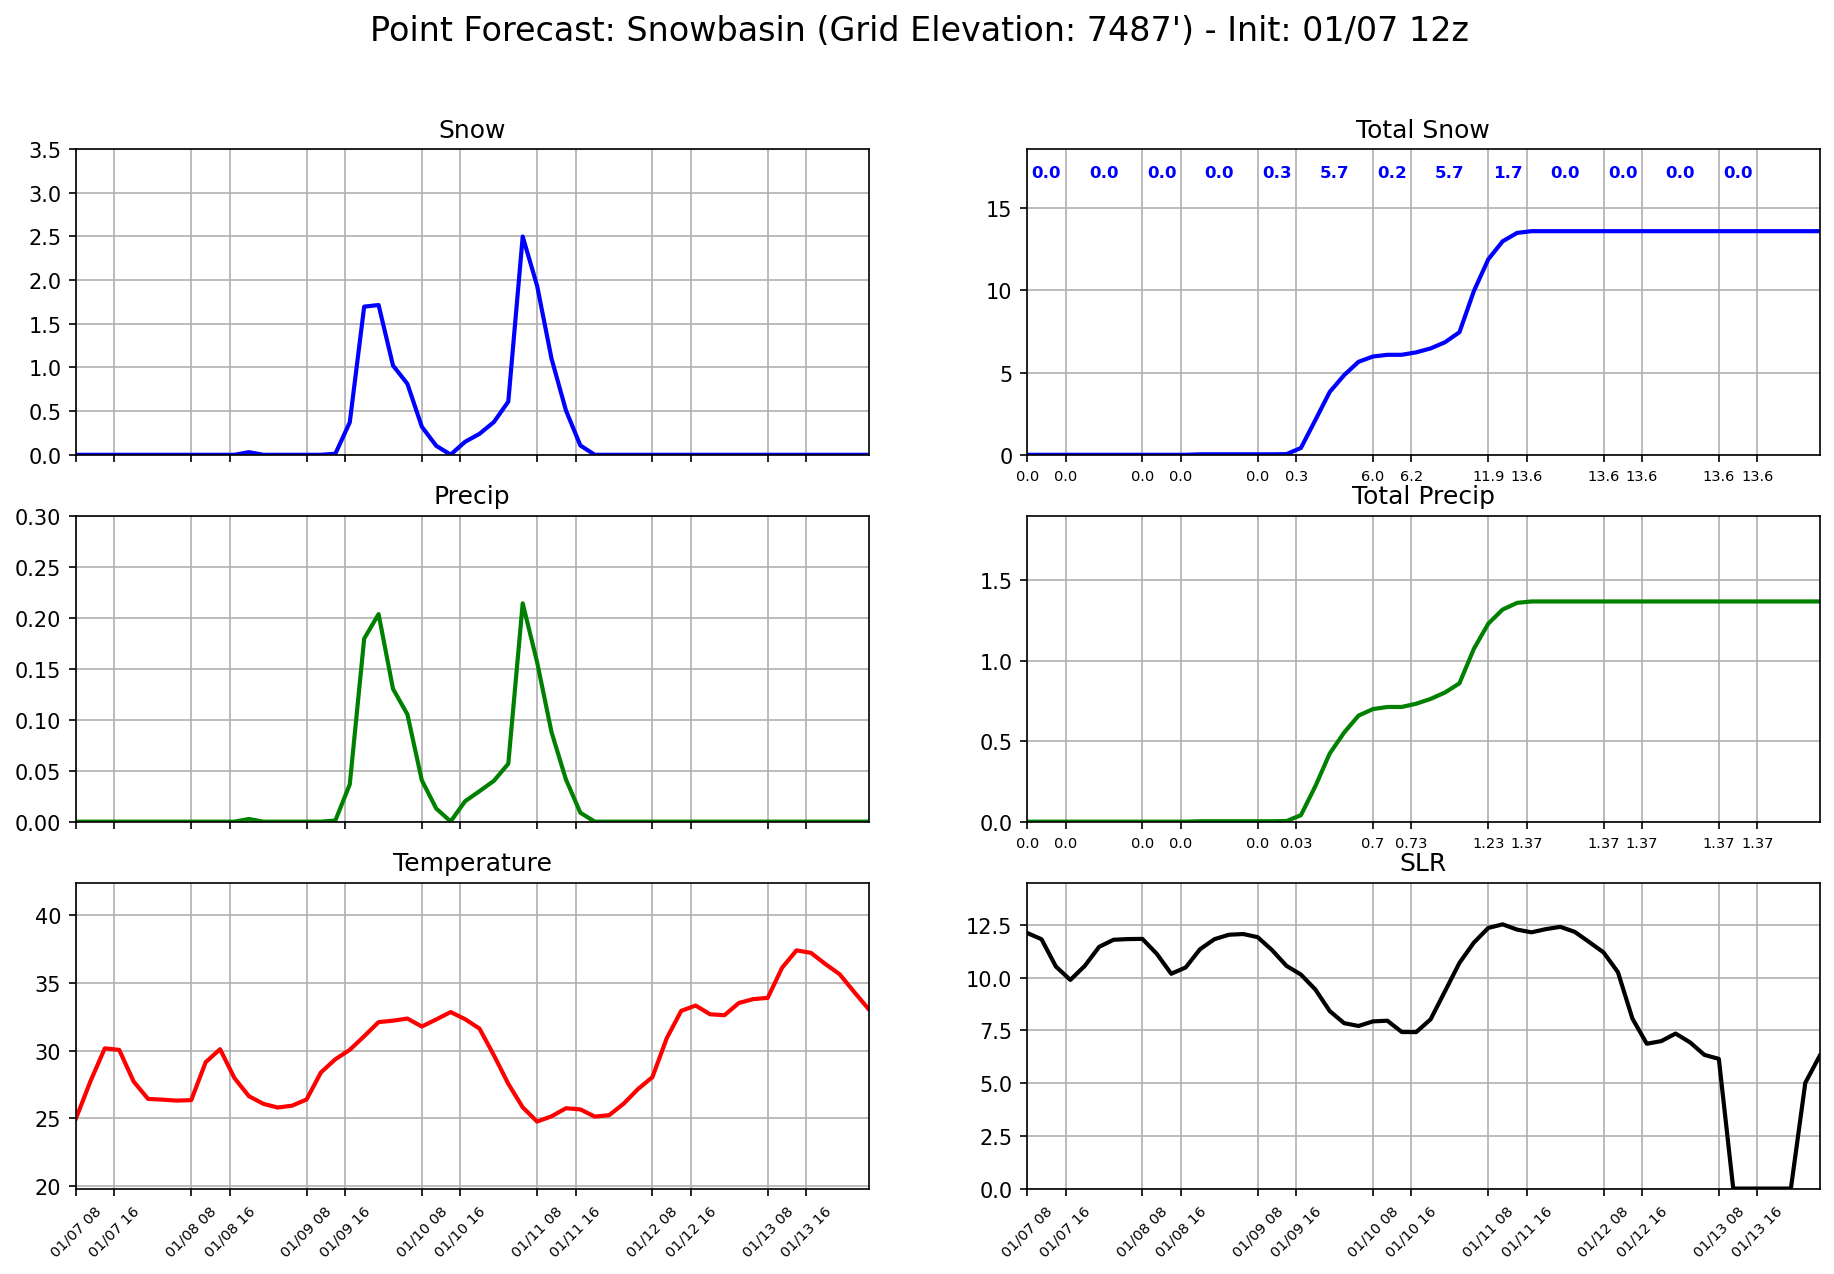 Point Forecast: Snowbasin (Grid Elevation: 7487') - Init: 01/07 12z
Snow
3.5
3.0
2.5
2.0
1.5
1.0
0.5
0.0
Total Snow
0.0 0.0 0.0 0.0 0.3 5.7 0.2 5.7 1.7 0.0 0.0 0.0 0.0
15
10
5
0
0.0 0.0 0.0 0.0 0.0 0.3 6.0 6.2 11.9 13.6 13.6 13.6 13.6 13.6
Precip
0.30
0.25
0.20
0.15
0.10
0.05
0.00
Total Precip
1.5
1.0
0.5
0.0
0.0 0.0 0.0 0.0 0.0 0.03 0.7 0.73 1.23 1.37 1.37 1.37 1.37 1.37
Temperature
40
35
30
25
20
01/07 08 01/07 16 01/08 08 01/08 16 01/09 08 01/09 16 01/10 08 01/10 16 01/11 08 01/11 16 01/12 08 01/12 16 01/13 08 01/13 16
SLR
12.5
10.0
7.5
5.0
2.5
0.0
01/07 08 01/07 16 01/08 08 01/08 16 01/09 08 01/09 16 01/10 08 01/10 16 01/11 08 01/11 16 01/12 08 01/12 16 01/13 08 01/13 16